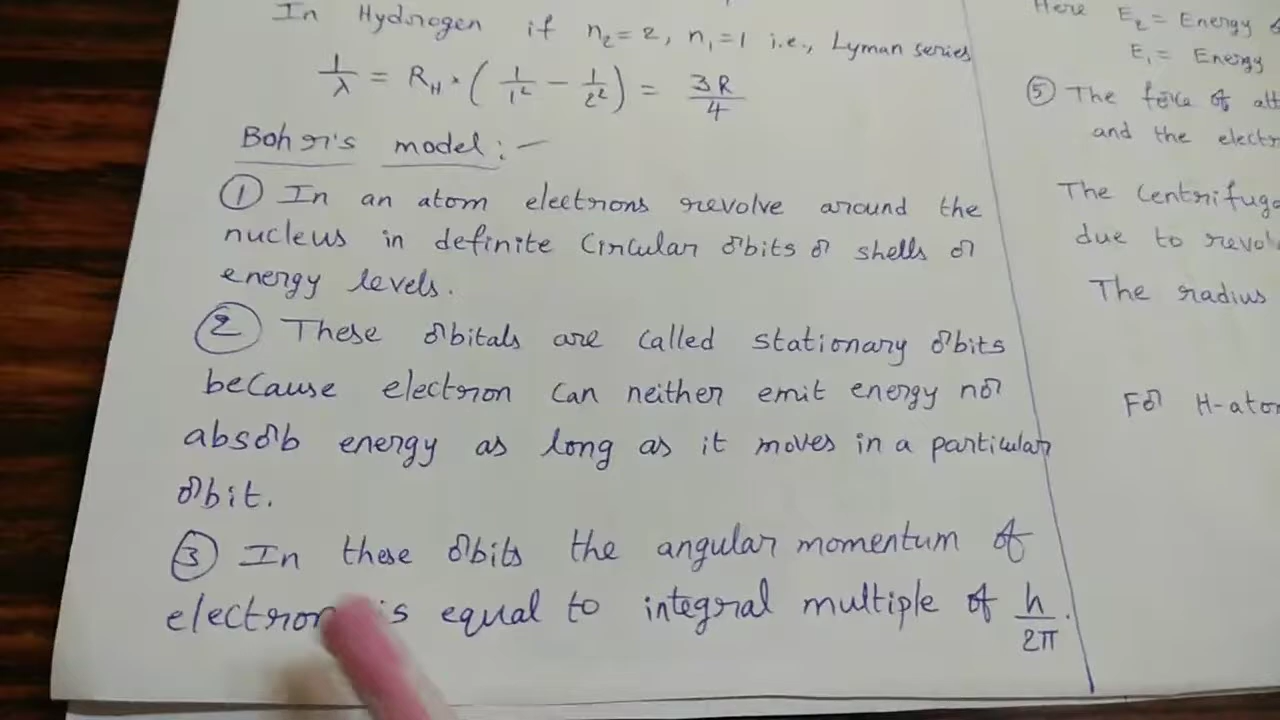 In Hydrogen if n₂=2, n₁=1 i.e., Lyman series
1/λ = R_H × (1/1² − 1/2²) = 3R/4
Bohr's model:-
① In an atom electrons revolve around the
nucleus in definite Circular orbits or shells or
energy levels.
② These orbitals are called stationary orbits
because electron can neither emit energy nor
absorb energy as long as it moves in a particular
orbit.
③ In these orbits the angular momentum of
electron is equal to integral multiple of h/2π.
Here E₂ = Energy
E₁ = Energy
⑤ The force of
and the
The
due to
The radius
For H-atom